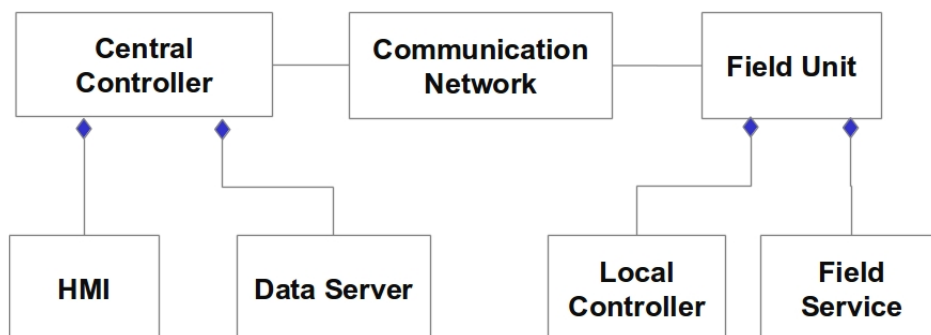 Central
Controller
Communication
Network
Field Unit
HMI
Data Server
Local
Controller
Field
Service